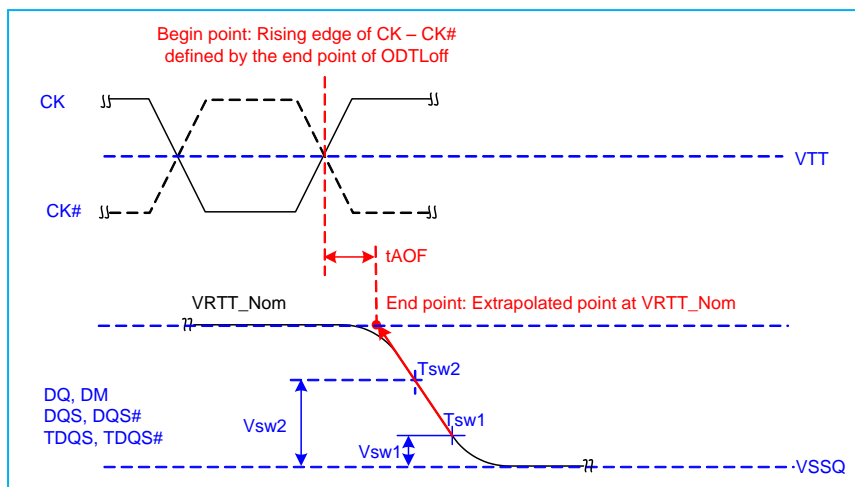 Begin point: Rising edge of CK – CK#
defined by the end point of ODTLoff
CK
VTT
CK#
tAOF
VRTT_Nom
End point: Extrapolated point at VRTT_Nom
Tsw2
DQ, DM
DQS, DQS#
TDQS, TDQS#
Vsw2
Tsw1
Vsw1
VSSQ